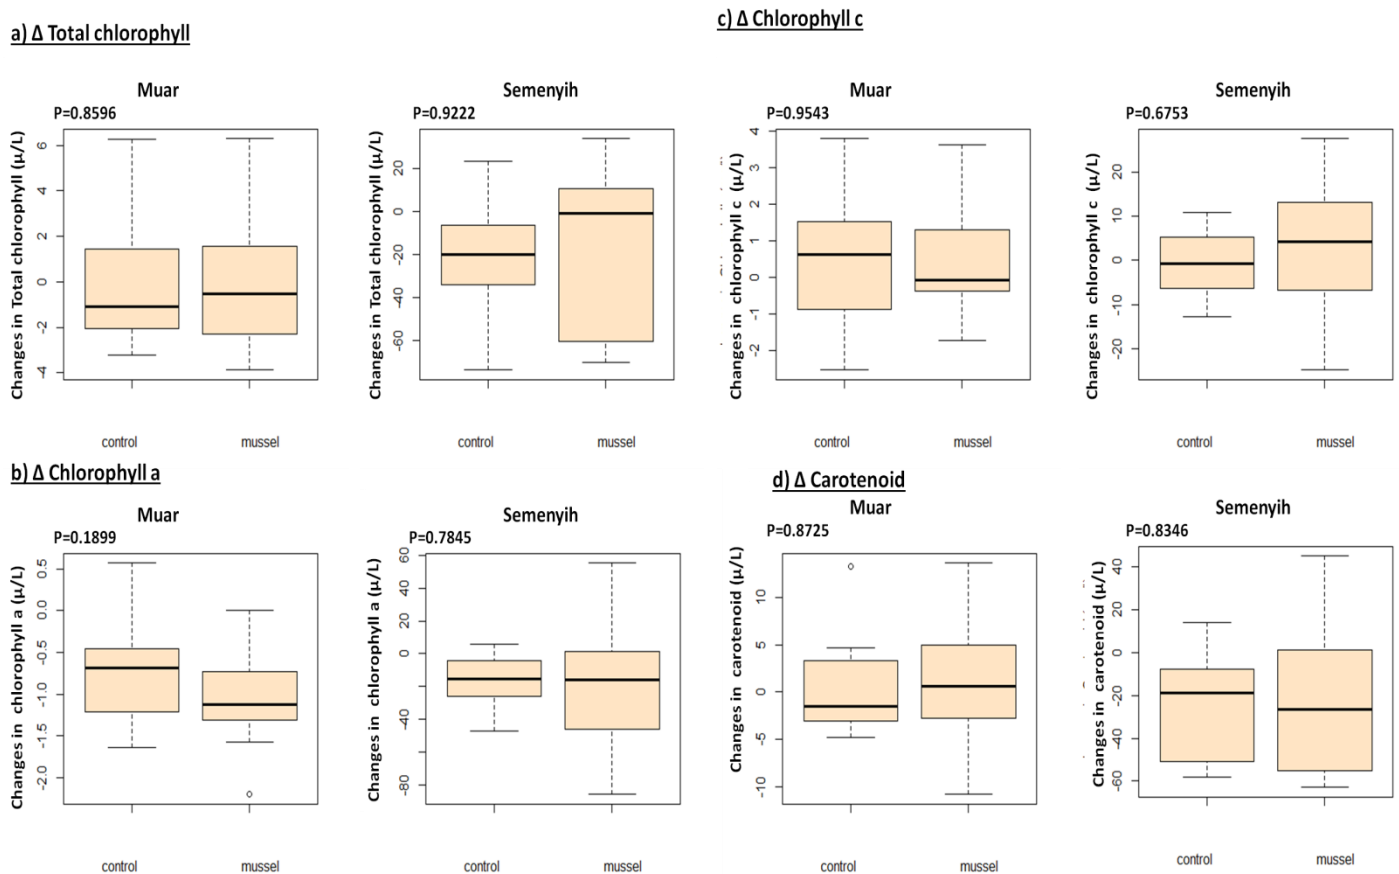 a) Δ Total chlorophyll
Muar
P=0.8596
Changes in Total chlorophyll (µ/L)
6
4
2
0
-2
-4
control
mussel
Semenyih
P=0.9222
Changes in Total chlorophyll (µ/L)
20
0
-20
-40
-60
control
mussel
b) Δ Chlorophyll a
Muar
P=0.1899
Changes in chlorophyll a (µ/L)
0.5
0.0
-0.5
-1.0
-1.5
-2.0
control
mussel
Semenyih
P=0.7845
Changes in chlorophyll a (µ/L)
60
40
20
0
-40
-80
control
mussel
c) Δ Chlorophyll c
Muar
P=0.9543
Changes in chlorophyll c (µ/L)
4
3
2
1
0
-1
-2
control
mussel
Semenyih
P=0.6753
Changes in chlorophyll c (µ/L)
20
10
0
-10
-20
control
mussel
d) Δ Carotenoid
Muar
P=0.8725
Changes in carotenoid (µ/L)
10
5
0
-5
-10
control
mussel
Semenyih
P=0.8346
Changes in carotenoid (µ/L)
40
20
0
-20
-40
-60
control
mussel